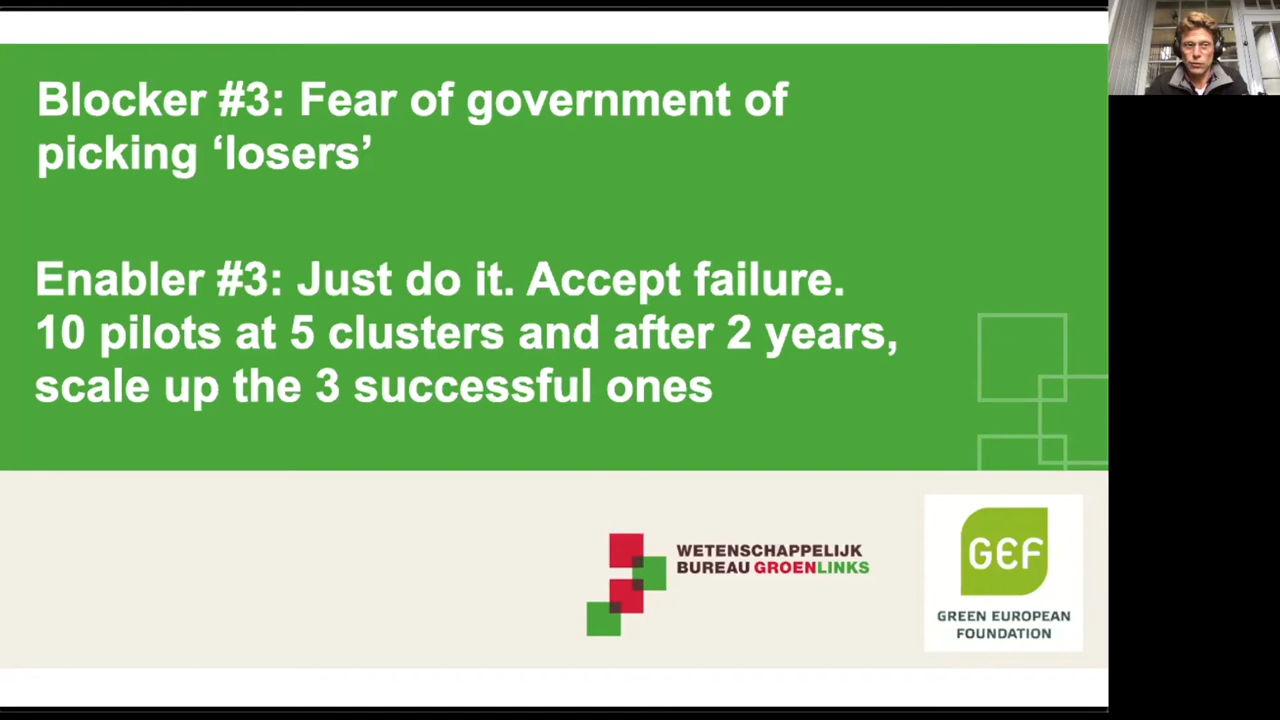 Blocker #3: Fear of government of
picking ‘losers’
Enabler #3: Just do it. Accept failure.
10 pilots at 5 clusters and after 2 years,
scale up the 3 successful ones
WETENSCHAPPELIJK
BUREAU GROENLINKS
GEF
GREEN EUROPEAN
FOUNDATION